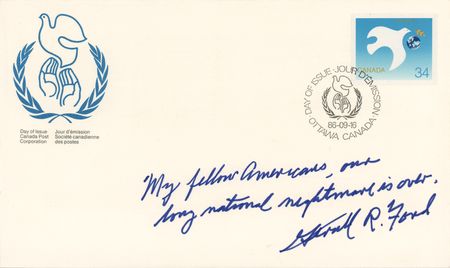 CANADA
34
DAY OF ISSUE · JOUR D'ÉMISSION
86-09-16
OTTAWA CANADA
Day of Issue Jour d'émission
Canada Post Société canadienne
Corporation des postes
"My fellow Americans, our
long national nightmare is over.
Gerald R. Ford